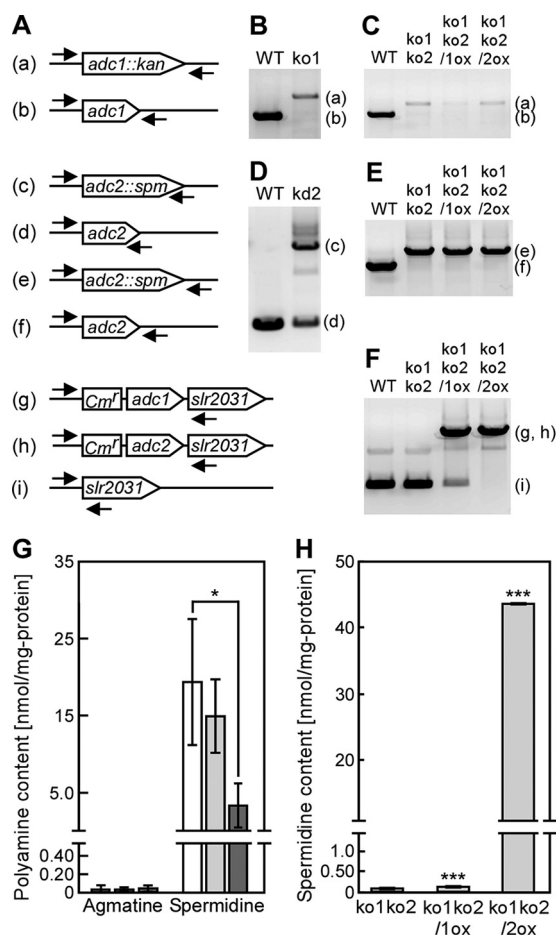 A
(a) adc1::kan
(b) adc1
(c) adc2::spm
(d) adc2
(e) adc2::spm
(f) adc2
(g) Cmr adc1 slr2031
(h) Cmr adc2 slr2031
(i) slr2031
B
WT ko1
(a)
(b)
C
WT ko1 ko2 ko1 ko2 /1ox ko1 ko2 /2ox
(a)
(b)
D
WT kd2
(c)
(d)
E
WT ko1 ko2 ko1 ko2 /1ox ko1 ko2 /2ox
(e)
(f)
F
WT ko1 ko2 ko1 ko2 /1ox ko1 ko2 /2ox
(g, h)
(i)
G
Polyamine content [nmol/mg-protein]
35
25
15
5.0
0.40
0
*
Agmatine Spermidine
H
Spermidine content [nmol/mg-protein]
50
40
30
20
1.0
0.50
0
***
***
ko1ko2 ko1ko2 /1ox ko1ko2 /2ox